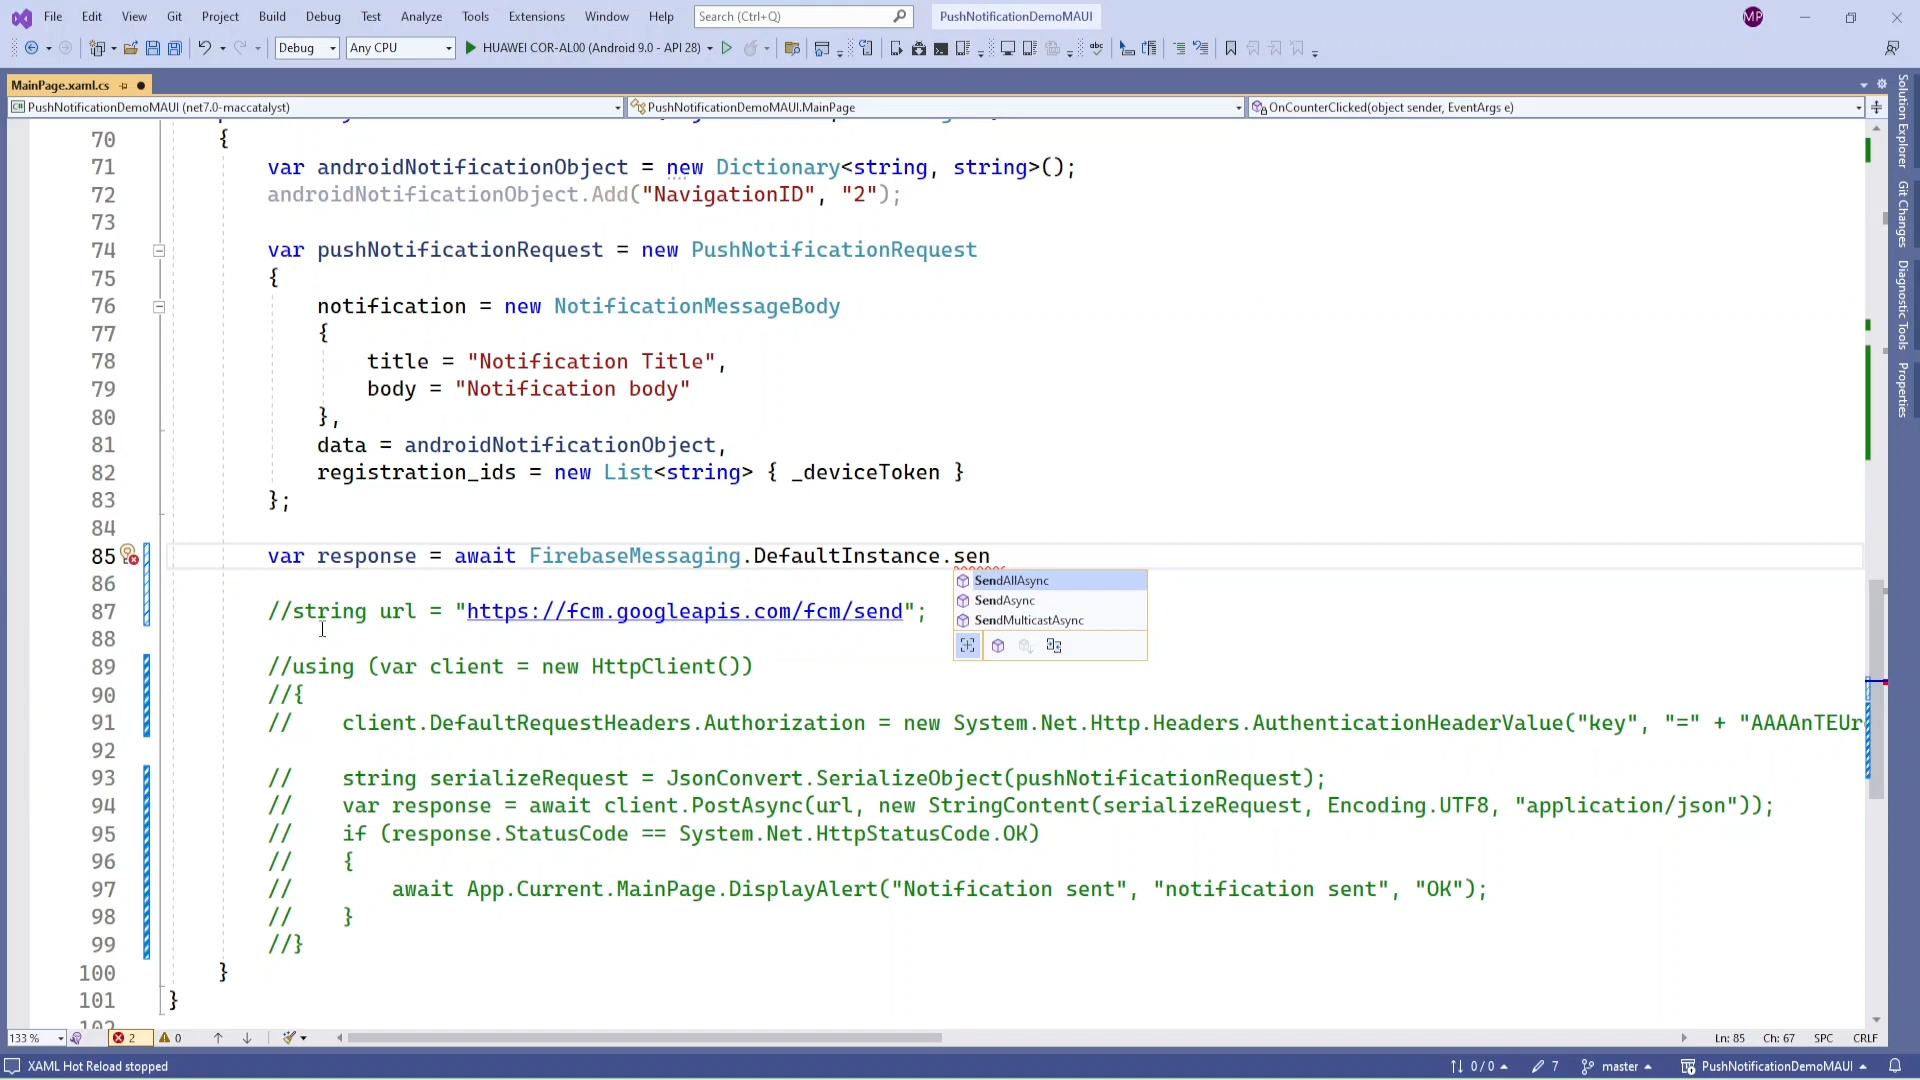 File Edit View Git Project Build Debug Test Analyze Tools Extensions Window Help Search (Ctrl+Q) PushNotificationDemoMAUI MP
Debug Any CPU HUAWEI COR-AL00 (Android 9.0 - API 28)
MainPage.xaml.cs
PushNotificationDemoMAUI (net7.0-maccatalyst) PushNotificationDemoMAUI.MainPage OnCounterClicked(object sender, EventArgs e)
70 {
71 var androidNotificationObject = new Dictionary<string, string>();
72 androidNotificationObject.Add("NavigationID", "2");
73
74 var pushNotificationRequest = new PushNotificationRequest
75 {
76 notification = new NotificationMessageBody
77 {
78 title = "Notification Title",
79 body = "Notification body"
80 },
81 data = androidNotificationObject,
82 registration_ids = new List<string> { _deviceToken }
83 };
84
85 var response = await FirebaseMessaging.DefaultInstance.sen
SendAllAsync
SendAsync
SendMulticastAsync
86
87 //string url = "https://fcm.googleapis.com/fcm/send";
88
89 //using (var client = new HttpClient())
90 //{
91 // client.DefaultRequestHeaders.Authorization = new System.Net.Http.Headers.AuthenticationHeaderValue("key", "=" + "AAAAnTEUr
92
93 // string serializeRequest = JsonConvert.SerializeObject(pushNotificationRequest);
94 // var response = await client.PostAsync(url, new StringContent(serializeRequest, Encoding.UTF8, "application/json"));
95 // if (response.StatusCode == System.Net.HttpStatusCode.OK)
96 // {
97 // await App.Current.MainPage.DisplayAlert("Notification sent", "notification sent", "OK");
98 // }
99 //}
100 }
101 }
133 % 2 0 Ln: 85 Ch: 67 SPC CRLF
XAML Hot Reload stopped 0 / 0 7 master PushNotificationDemoMAUI
Solution Explorer
Git Changes
Diagnostic Tools
Properties